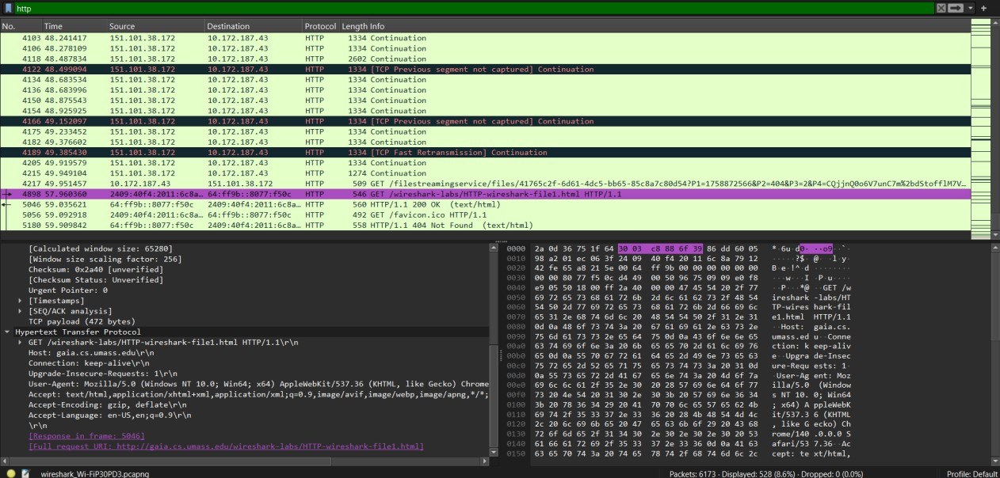 http
No. Time Source Destination Protocol Length Info
4103 48.241417 151.101.38.172 10.172.187.43 HTTP 1334 Continuation
4106 48.278109 151.101.38.172 10.172.187.43 HTTP 1334 Continuation
4118 48.487834 151.101.38.172 10.172.187.43 HTTP 2602 Continuation
4122 48.499094 151.101.38.172 10.172.187.43 HTTP 1334 [TCP Previous segment not captured] Continuation
4134 48.683534 151.101.38.172 10.172.187.43 HTTP 1334 Continuation
4136 48.683996 151.101.38.172 10.172.187.43 HTTP 1334 Continuation
4150 48.875543 151.101.38.172 10.172.187.43 HTTP 1334 Continuation
4154 48.925925 151.101.38.172 10.172.187.43 HTTP 1334 Continuation
4166 49.152097 151.101.38.172 10.172.187.43 HTTP 1334 [TCP Previous segment not captured] Continuation
4175 49.233452 151.101.38.172 10.172.187.43 HTTP 1334 Continuation
4182 49.376602 151.101.38.172 10.172.187.43 HTTP 1334 Continuation
4189 49.385430 151.101.38.172 10.172.187.43 HTTP 1334 [TCP Fast Retransmission] Continuation
4205 49.919579 151.101.38.172 10.172.187.43 HTTP 1334 Continuation
4215 49.949104 151.101.38.172 10.172.187.43 HTTP 1274 Continuation
4217 49.951457 10.172.187.43 151.101.38.172 HTTP 509 GET /filestreamingservice/files/41765c2f-6d61-4dc5-bb65-85c8a7c80d54?P1=1758872566&P2=404&P3=2&P4=CQjjnQ0o6V7unC7m%2bdStofflM7V…
4898 57.960360 2409:40f4:2011:6c8a… 64:ff9b::8077:f50c HTTP 546 GET /wireshark-labs/HTTP-wireshark-file1.html HTTP/1.1
5046 59.035621 64:ff9b::8077:f50c 2409:40f4:2011:6c8a… HTTP 560 HTTP/1.1 200 OK (text/html)
5056 59.092918 2409:40f4:2011:6c8a… 64:ff9b::8077:f50c HTTP 492 GET /favicon.ico HTTP/1.1
5180 59.909842 64:ff9b::8077:f50c 2409:40f4:2011:6c8a… HTTP 558 HTTP/1.1 404 Not Found (text/html)
[Calculated window size: 65280]
[Window size scaling factor: 256]
Checksum: 0x2a40 [unverified]
[Checksum Status: Unverified]
Urgent Pointer: 0
[Timestamps]
[SEQ/ACK analysis]
TCP payload (472 bytes)
Hypertext Transfer Protocol
GET /wireshark-labs/HTTP-wireshark-file1.html HTTP/1.1\r\n
Host: gaia.cs.umass.edu\r\n
Connection: keep-alive\r\n
Upgrade-Insecure-Requests: 1\r\n
User-Agent: Mozilla/5.0 (Windows NT 10.0; Win64; x64) AppleWebKit/537.36 (KHTML, like Gecko) Chrome
Accept: text/html,application/xhtml+xml,application/xml;q=0.9,image/avif,image/webp,image/apng,*/*;
Accept-Encoding: gzip, deflate\r\n
Accept-Language: en-US,en;q=0.9\r\n
\r\n
[Response in frame: 5046]
[Full request URI: http://gaia.cs.umass.edu/wireshark-labs/HTTP-wireshark-file1.html]
0000 2a 0d 36 75 1f 64 30 03 c8 88 6f 39 86 dd 60 05 *·6u·d0· ··o9··`·
0010 98 a2 01 ec 06 3f 24 09 40 f4 20 11 6c 8a 79 12 ·····?$· @· ·l·y·
0020 42 fe 65 a8 21 5e 00 64 ff 9b 00 00 00 00 00 00 B·e·!^·d ········
0030 00 00 80 77 f5 0c d4 49 00 50 96 75 09 09 e0 f8 ···w···I ·P·u····
0040 e9 05 50 18 00 ff 2a 40 00 00 47 45 54 20 2f 77 ··P···*@ ··GET /w
0050 69 72 65 73 68 61 72 6b 2d 6c 61 62 73 2f 48 54 ireshark -labs/HT
0060 54 50 2d 77 69 72 65 73 68 61 72 6b 2d 66 69 6c TP-wires hark-fil
0070 65 31 2e 68 74 6d 6c 20 48 54 54 50 2f 31 2e 31 e1.html HTTP/1.1
0080 0d 0a 48 6f 73 74 3a 20 67 61 69 61 2e 63 73 2e ··Host: gaia.cs.
0090 75 6d 61 73 73 2e 65 64 75 0d 0a 43 6f 6e 6e 65 umass.ed u··Conne
00a0 63 74 69 6f 6e 3a 20 6b 65 65 70 2d 61 6c 69 76 ction: k eep-aliv
00b0 65 0d 0a 55 70 67 72 61 64 65 2d 49 6e 73 65 63 e··Upgra de-Insec
00c0 75 72 65 2d 52 65 71 75 65 73 74 73 3a 20 31 0d ure-Requ ests: 1·
00d0 0a 55 73 65 72 2d 41 67 65 6e 74 3a 20 4d 6f 7a ·User-Ag ent: Moz
00e0 69 6c 6c 61 2f 35 2e 30 20 28 57 69 6e 64 6f 77 illa/5.0 (Window
00f0 73 20 4e 54 20 31 30 2e 30 3b 20 57 69 6e 36 34 s NT 10. 0; Win64
0100 3b 20 78 36 34 29 20 41 70 70 6c 65 57 65 62 4b ; x64) A ppleWebK
0110 69 74 2f 35 33 37 2e 33 36 20 28 4b 48 54 4d 4c it/537.3 6 (KHTML
0120 2c 20 6c 69 6b 65 20 47 65 63 6b 6f 29 20 43 68 , like G ecko) Ch
0130 72 6f 6d 65 2f 31 34 30 2e 30 2e 30 2e 30 20 53 rome/140 .0.0.0 S
0140 61 66 61 72 69 2f 35 33 37 2e 33 36 0d 0a 41 63 afari/53 7.36··Ac
0150 63 65 70 74 3a 20 74 65 78 74 2f 68 74 6d 6c 2c cept: te xt/html,
wireshark_Wi-FiP30PD3.pcapng
Packets: 6173 · Displayed: 528 (8.6%) · Dropped: 0 (0.0%)
Profile: Default